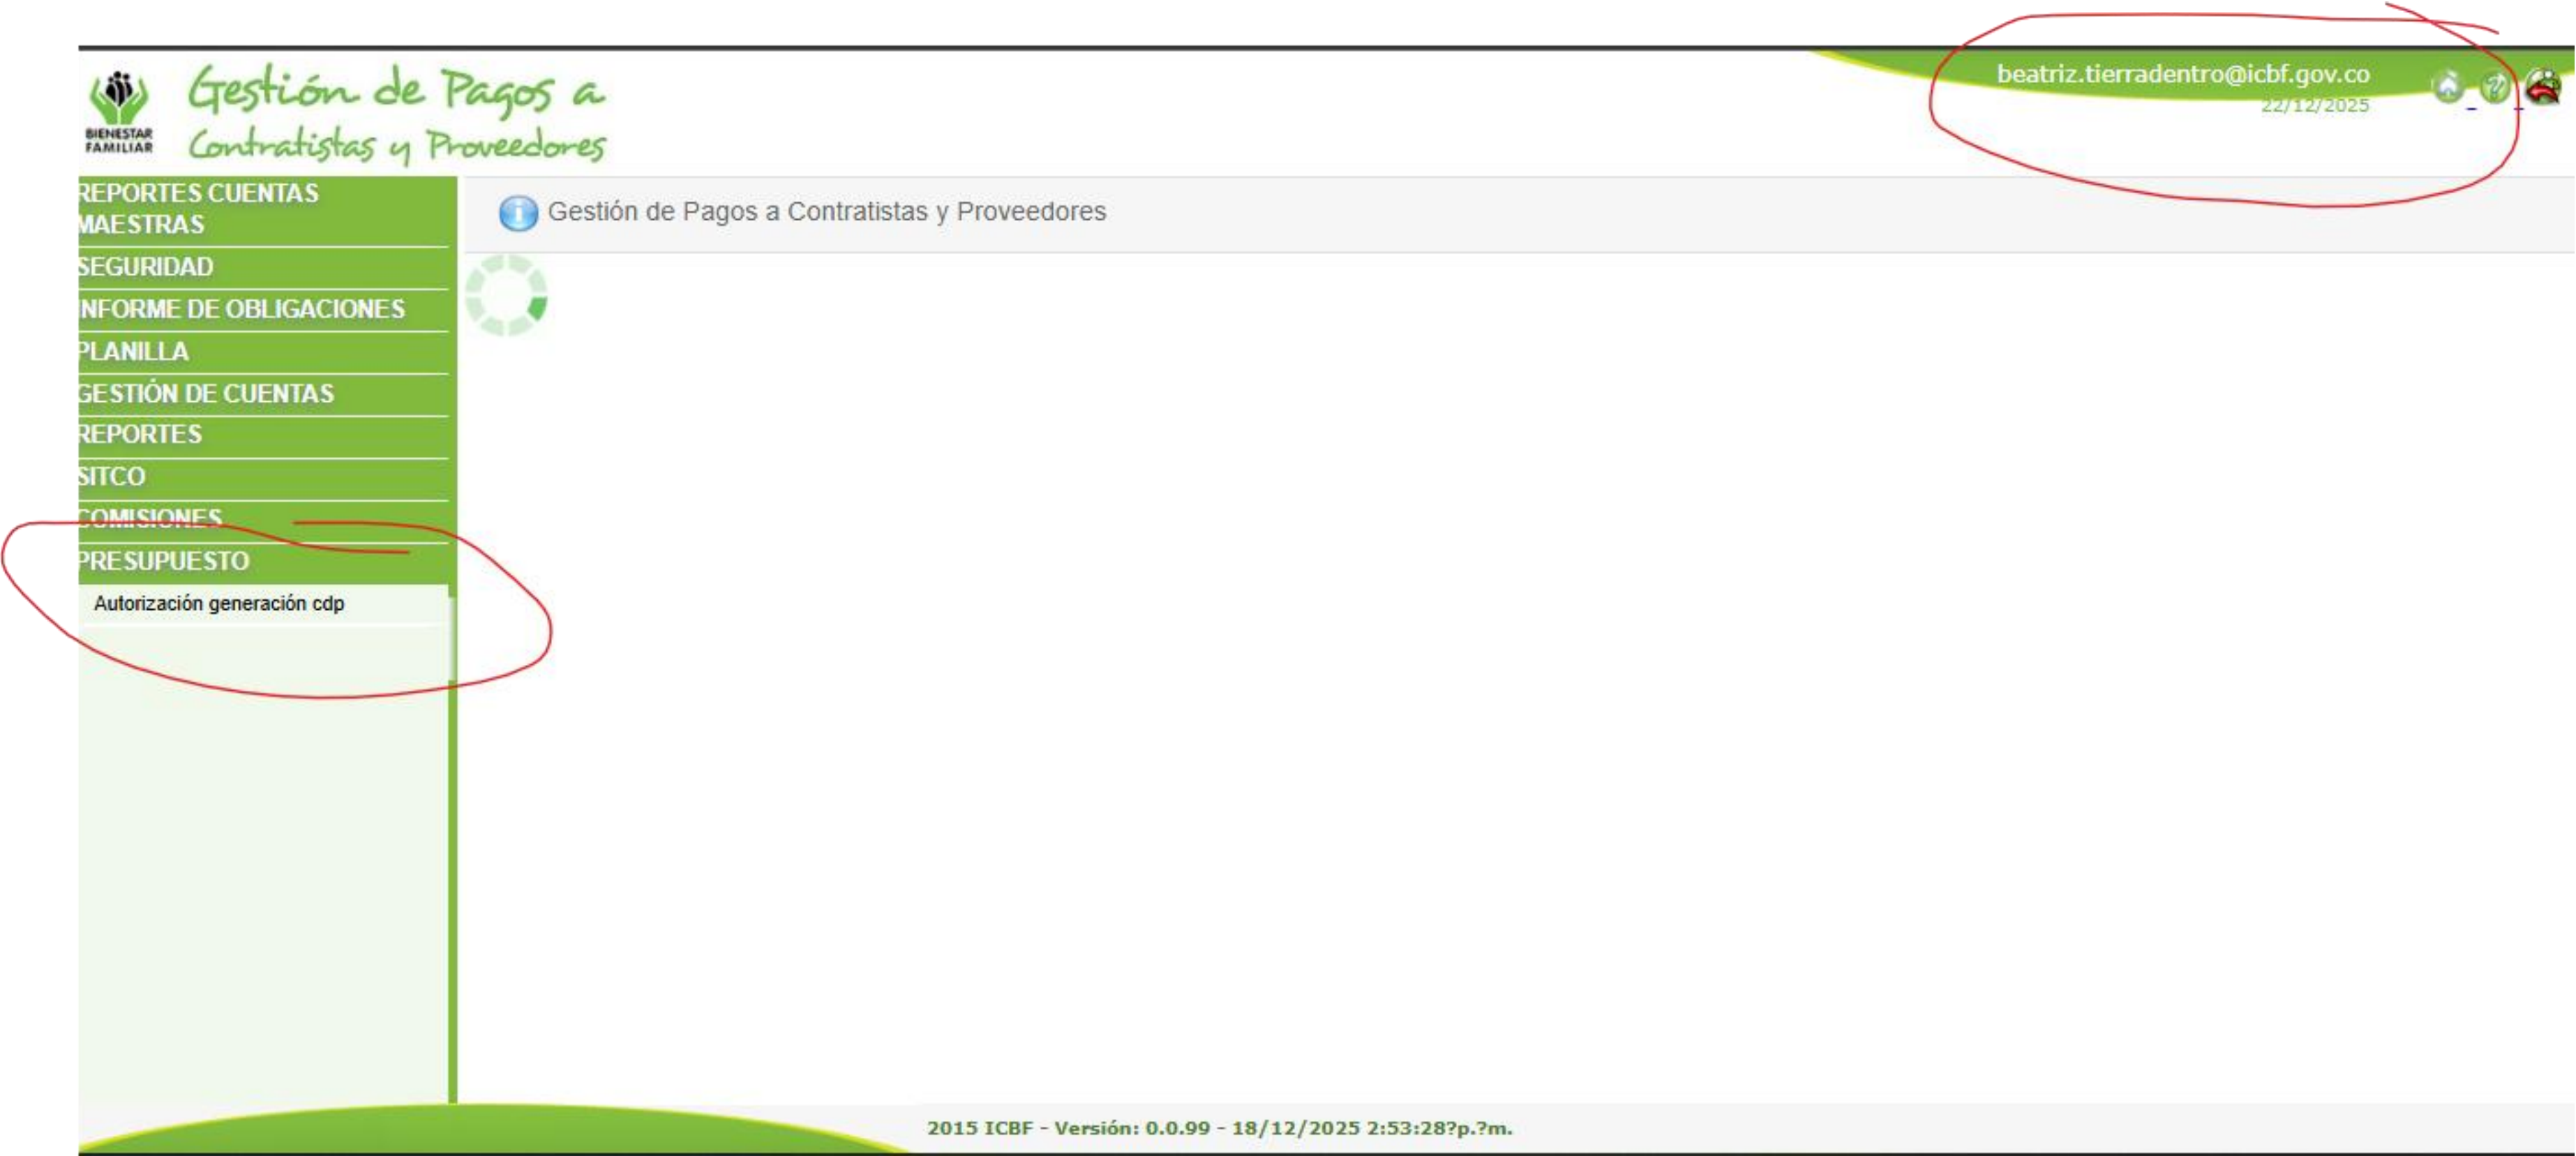 beatriz.tierradentro@icbf.gov.co
22/12/2025
BIENESTAR
FAMILIAR
Gestión de Pagos a
Contratistas y Proveedores
REPORTES CUENTAS
MAESTRAS
SEGURIDAD
INFORME DE OBLIGACIONES
PLANILLA
GESTIÓN DE CUENTAS
REPORTES
SITCO
COMISIONES
PRESUPUESTO
Autorización generación cdp
Gestión de Pagos a Contratistas y Proveedores
2015 ICBF - Versión: 0.0.99 - 18/12/2025 2:53:28?p.?m.